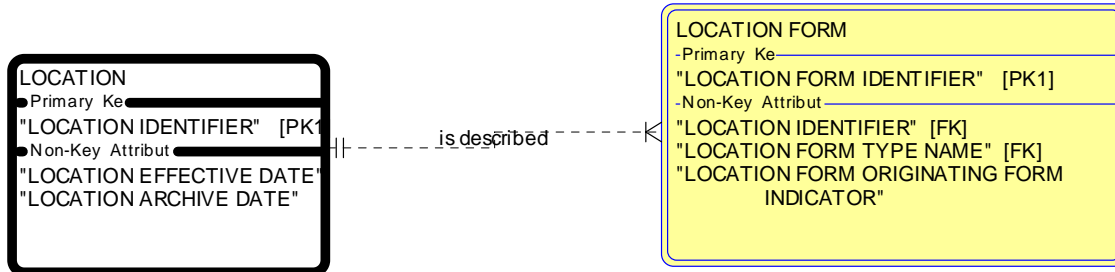 LOCATION
Primary Ke
"LOCATION IDENTIFIER" [PK1
Non-Key Attribut
"LOCATION EFFECTIVE DATE"
"LOCATION ARCHIVE DATE"
is described
LOCATION FORM
Primary Ke
"LOCATION FORM IDENTIFIER" [PK1]
Non-Key Attribut
"LOCATION IDENTIFIER" [FK]
"LOCATION FORM TYPE NAME" [FK]
"LOCATION FORM ORIGINATING FORM
INDICATOR"